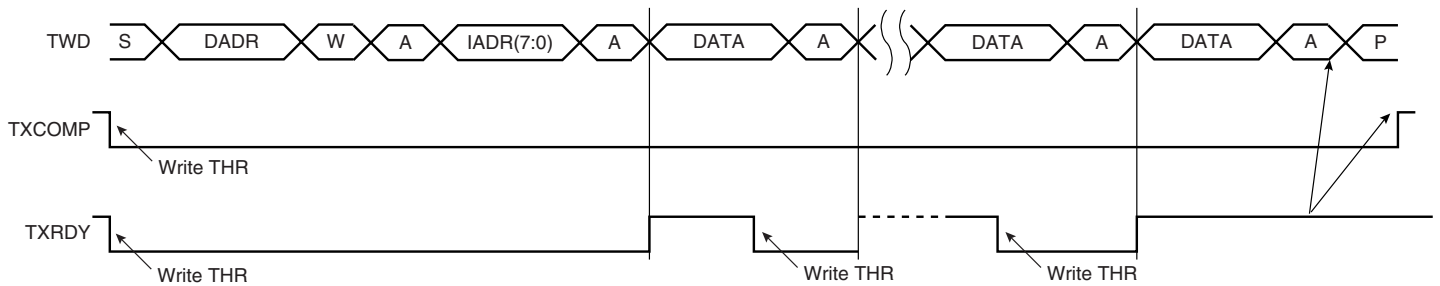 TWD S DADR W A IADR(7:0) A DATA A DATA A DATA A P
TXCOMP
Write THR
TXRDY
Write THR Write THR Write THR